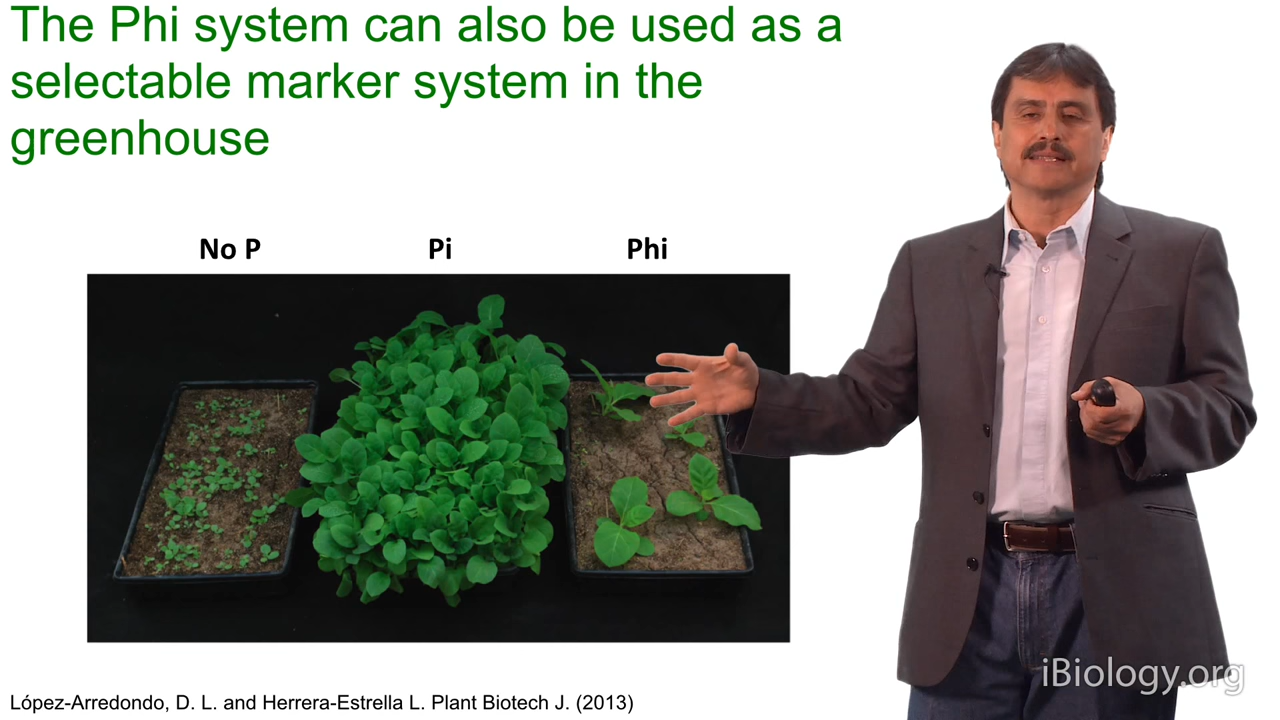 The Phi system can also be used as a
selectable marker system in the
greenhouse
No P Pi Phi
López-Arredondo, D. L. and Herrera-Estrella L. Plant Biotech J. (2013)
iBiology.org